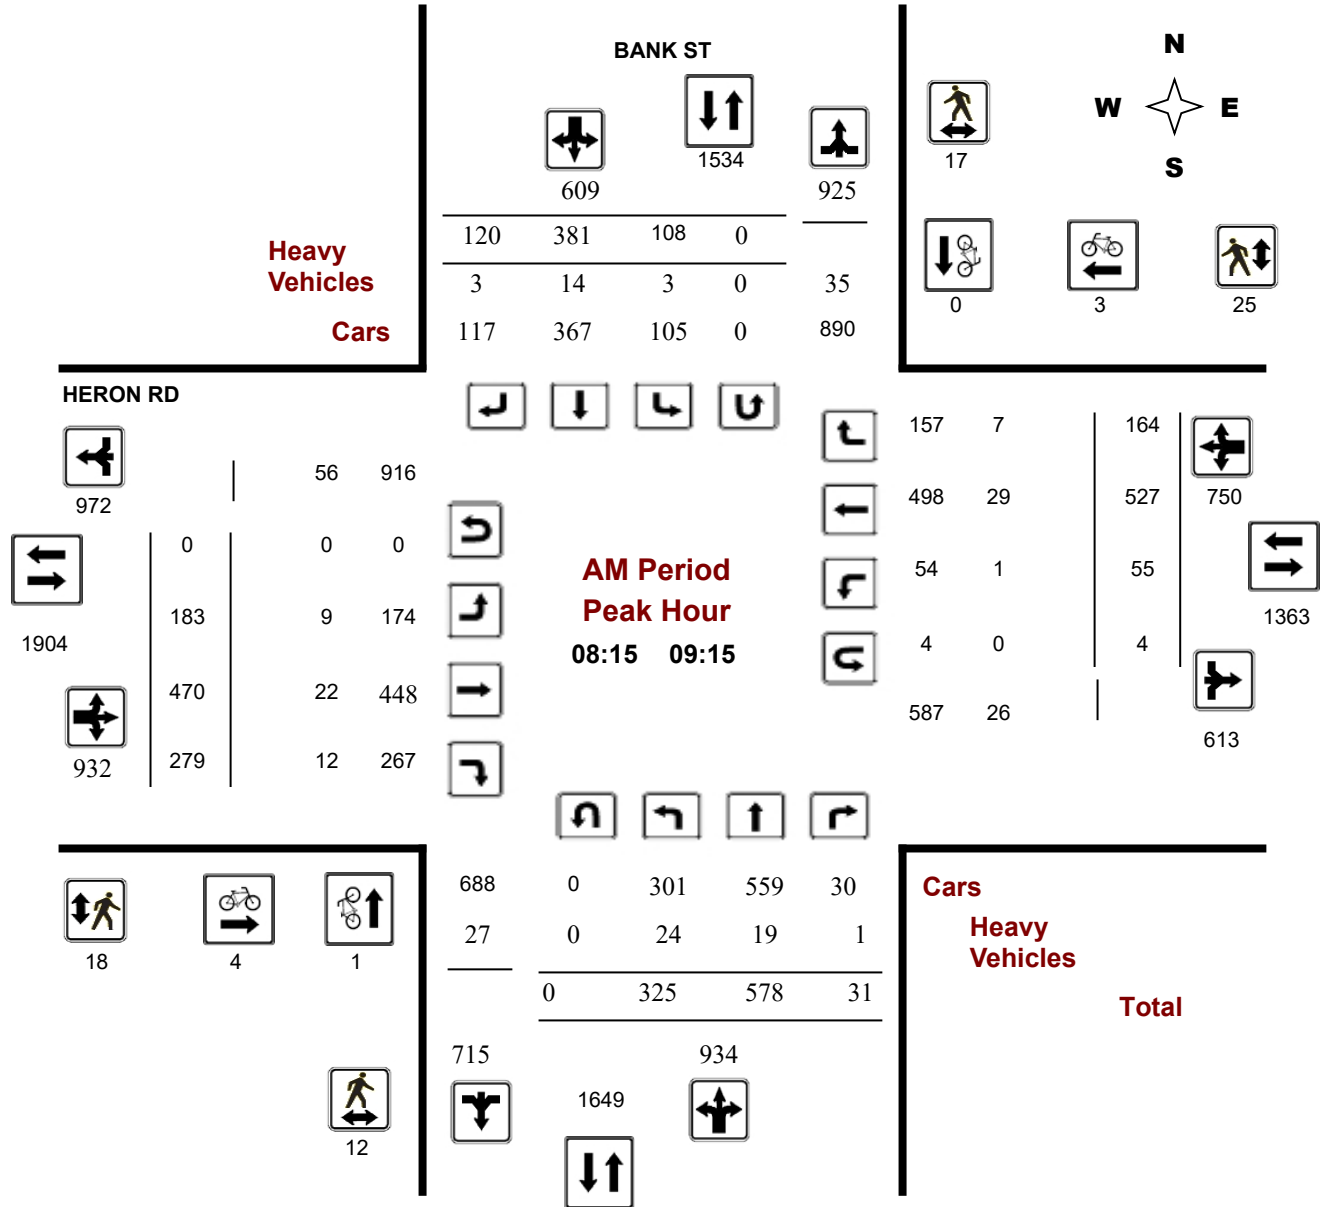 BANK ST
N
W E
S
1534
17
609
925
120 381 108 0
Heavy
Vehicles
3 14 3 0 35
0 3 25
Cars
117 367 105 0 890
HERON RD
157 7 164
56 916
972
498 29 527 750
0 0 0
AM Period
54 1 55
Peak Hour
183 9 174
1363
1904
08:15 09:15
4 0 4
470 22 448
587 26
613
932
279 12 267
688 0 301 559 30
Cars
27 0 24 19 1
Heavy
Vehicles
18 4 1
0 325 578 31
Total
715 934
1649
12